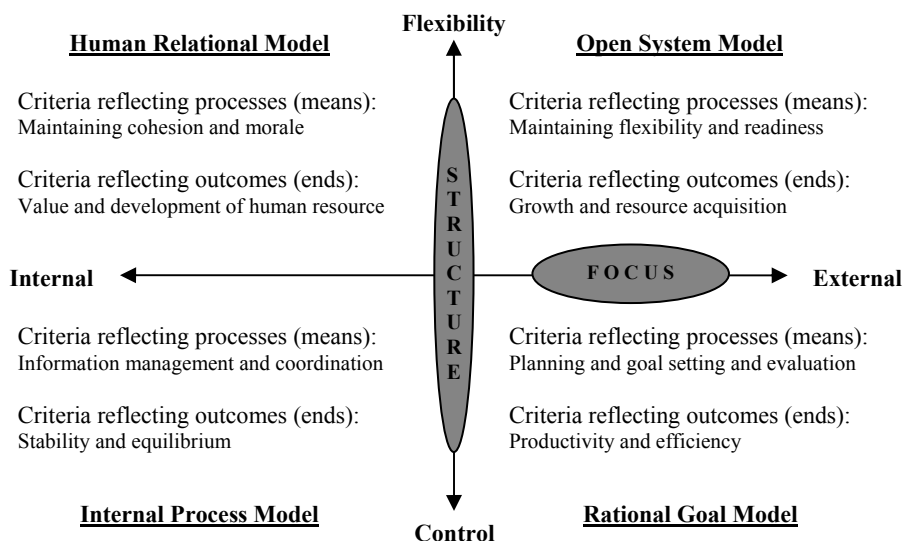 Flexibility
Human Relational Model
Open System Model
Criteria reflecting processes (means):
Maintaining cohesion and morale
Criteria reflecting outcomes (ends):
Value and development of human resource
Criteria reflecting processes (means):
Maintaining flexibility and readiness
Criteria reflecting outcomes (ends):
Growth and resource acquisition
STRUCTURE
Internal
FOCUS
External
Criteria reflecting processes (means):
Information management and coordination
Criteria reflecting outcomes (ends):
Stability and equilibrium
Criteria reflecting processes (means):
Planning and goal setting and evaluation
Criteria reflecting outcomes (ends):
Productivity and efficiency
Internal Process Model
Rational Goal Model
Control